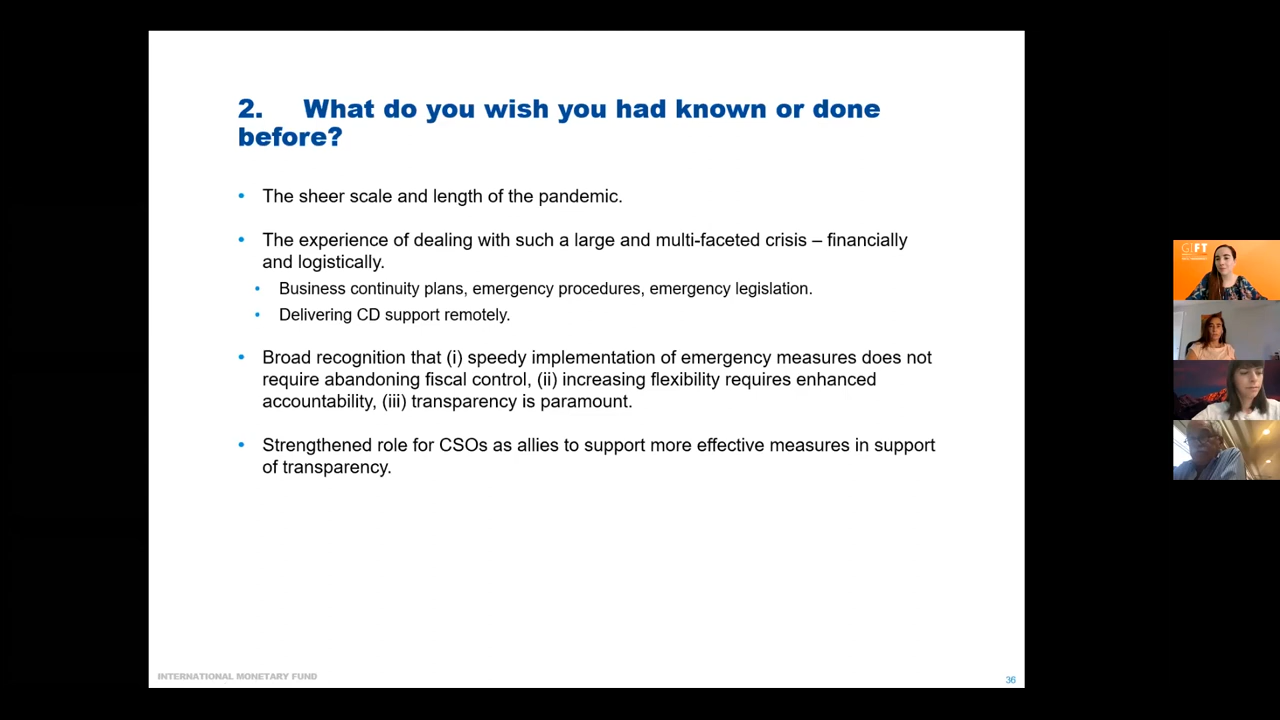 2. What do you wish you had known or done
before?
• The sheer scale and length of the pandemic.
• The experience of dealing with such a large and multi-faceted crisis – financially
and logistically.
• Business continuity plans, emergency procedures, emergency legislation.
• Delivering CD support remotely.
• Broad recognition that (i) speedy implementation of emergency measures does not
require abandoning fiscal control, (ii) increasing flexibility requires enhanced
accountability, (iii) transparency is paramount.
• Strengthened role for CSOs as allies to support more effective measures in support
of transparency.
INTERNATIONAL MONETARY FUND
36
GIFT